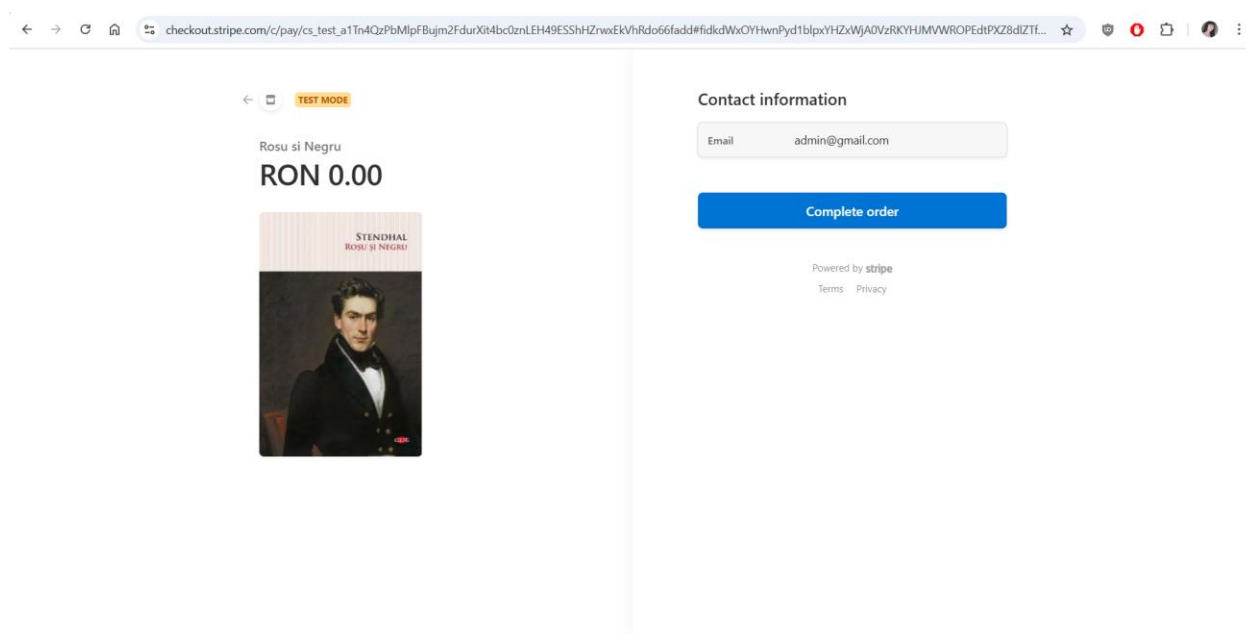 checkout.stripe.com/c/pay/cs_test_a1Tn4QzPbMlpFBujm2FdurXit4bc0znLEH49ESShHZrwxEkVhRdo66fadd#fidkdWxOYHwnPyd1blpxYHZxWjA0VzRKYHJMVWROPEdtPXZ8dlZTf...
TEST MODE
Rosu si Negru
RON 0.00
STENDHAL
ROȘU ȘI NEGRU
Contact information
Email admin@gmail.com
Complete order
Powered by stripe
Terms Privacy